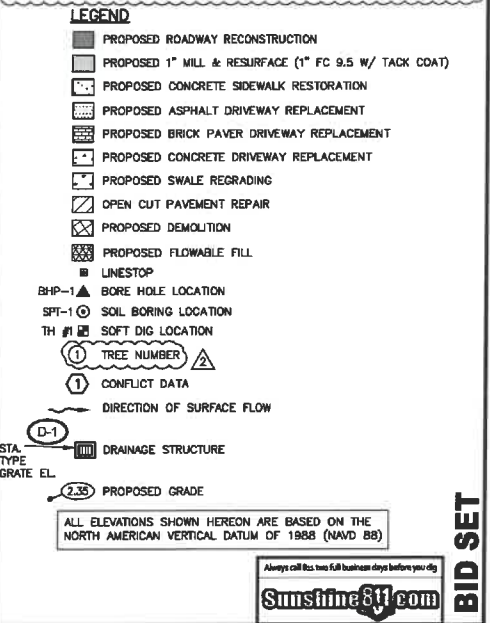 LEGEND
PROPOSED ROADWAY RECONSTRUCTION
PROPOSED 1" MILL & RESURFACE (1" FC 9.5 W/ TACK COAT)
PROPOSED CONCRETE SIDEWALK RESTORATION
PROPOSED ASPHALT DRIVEWAY REPLACEMENT
PROPOSED BRICK PAVER DRIVEWAY REPLACEMENT
PROPOSED CONCRETE DRIVEWAY REPLACEMENT
PROPOSED SWALE REGRADING
OPEN CUT PAVEMENT REPAIR
PROPOSED DEMOLITION
PROPOSED FLOWABLE FILL
LINESTOP
BHP-1 BORE HOLE LOCATION
SPT-1 SOIL BORING LOCATION
TH #1 SOFT DIG LOCATION
1 TREE NUMBER 2
1 CONFLICT DATA
DIRECTION OF SURFACE FLOW
D-1
STA.
TYPE
GRATE EL.
DRAINAGE STRUCTURE
2.35 PROPOSED GRADE
ALL ELEVATIONS SHOWN HEREON ARE BASED ON THE
NORTH AMERICAN VERTICAL DATUM OF 1988 (NAVD 88)
Always call 811 two full business days before you dig
Sunshine811.com
BID SET